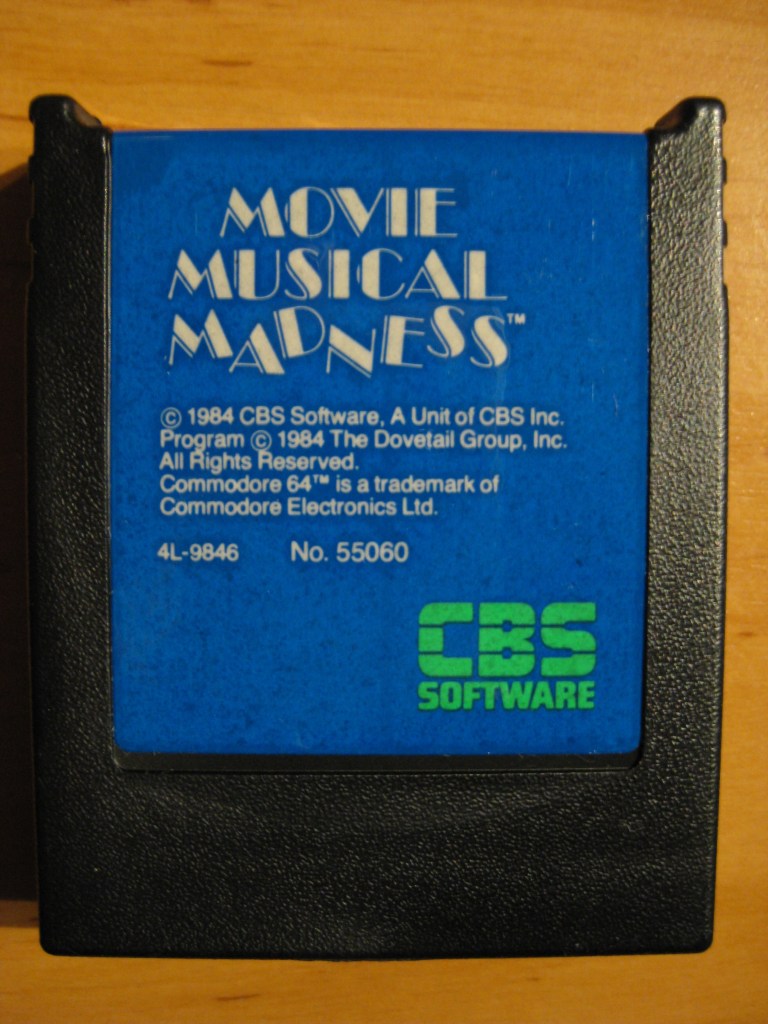 MOVIE
MUSICAL
MADNESS™
© 1984 CBS Software, A Unit of CBS Inc.
Program © 1984 The Dovetail Group, Inc.
All Rights Reserved.
Commodore 64™ is a trademark of
Commodore Electronics Ltd.
4L-9846 No. 55060
CBS
SOFTWARE